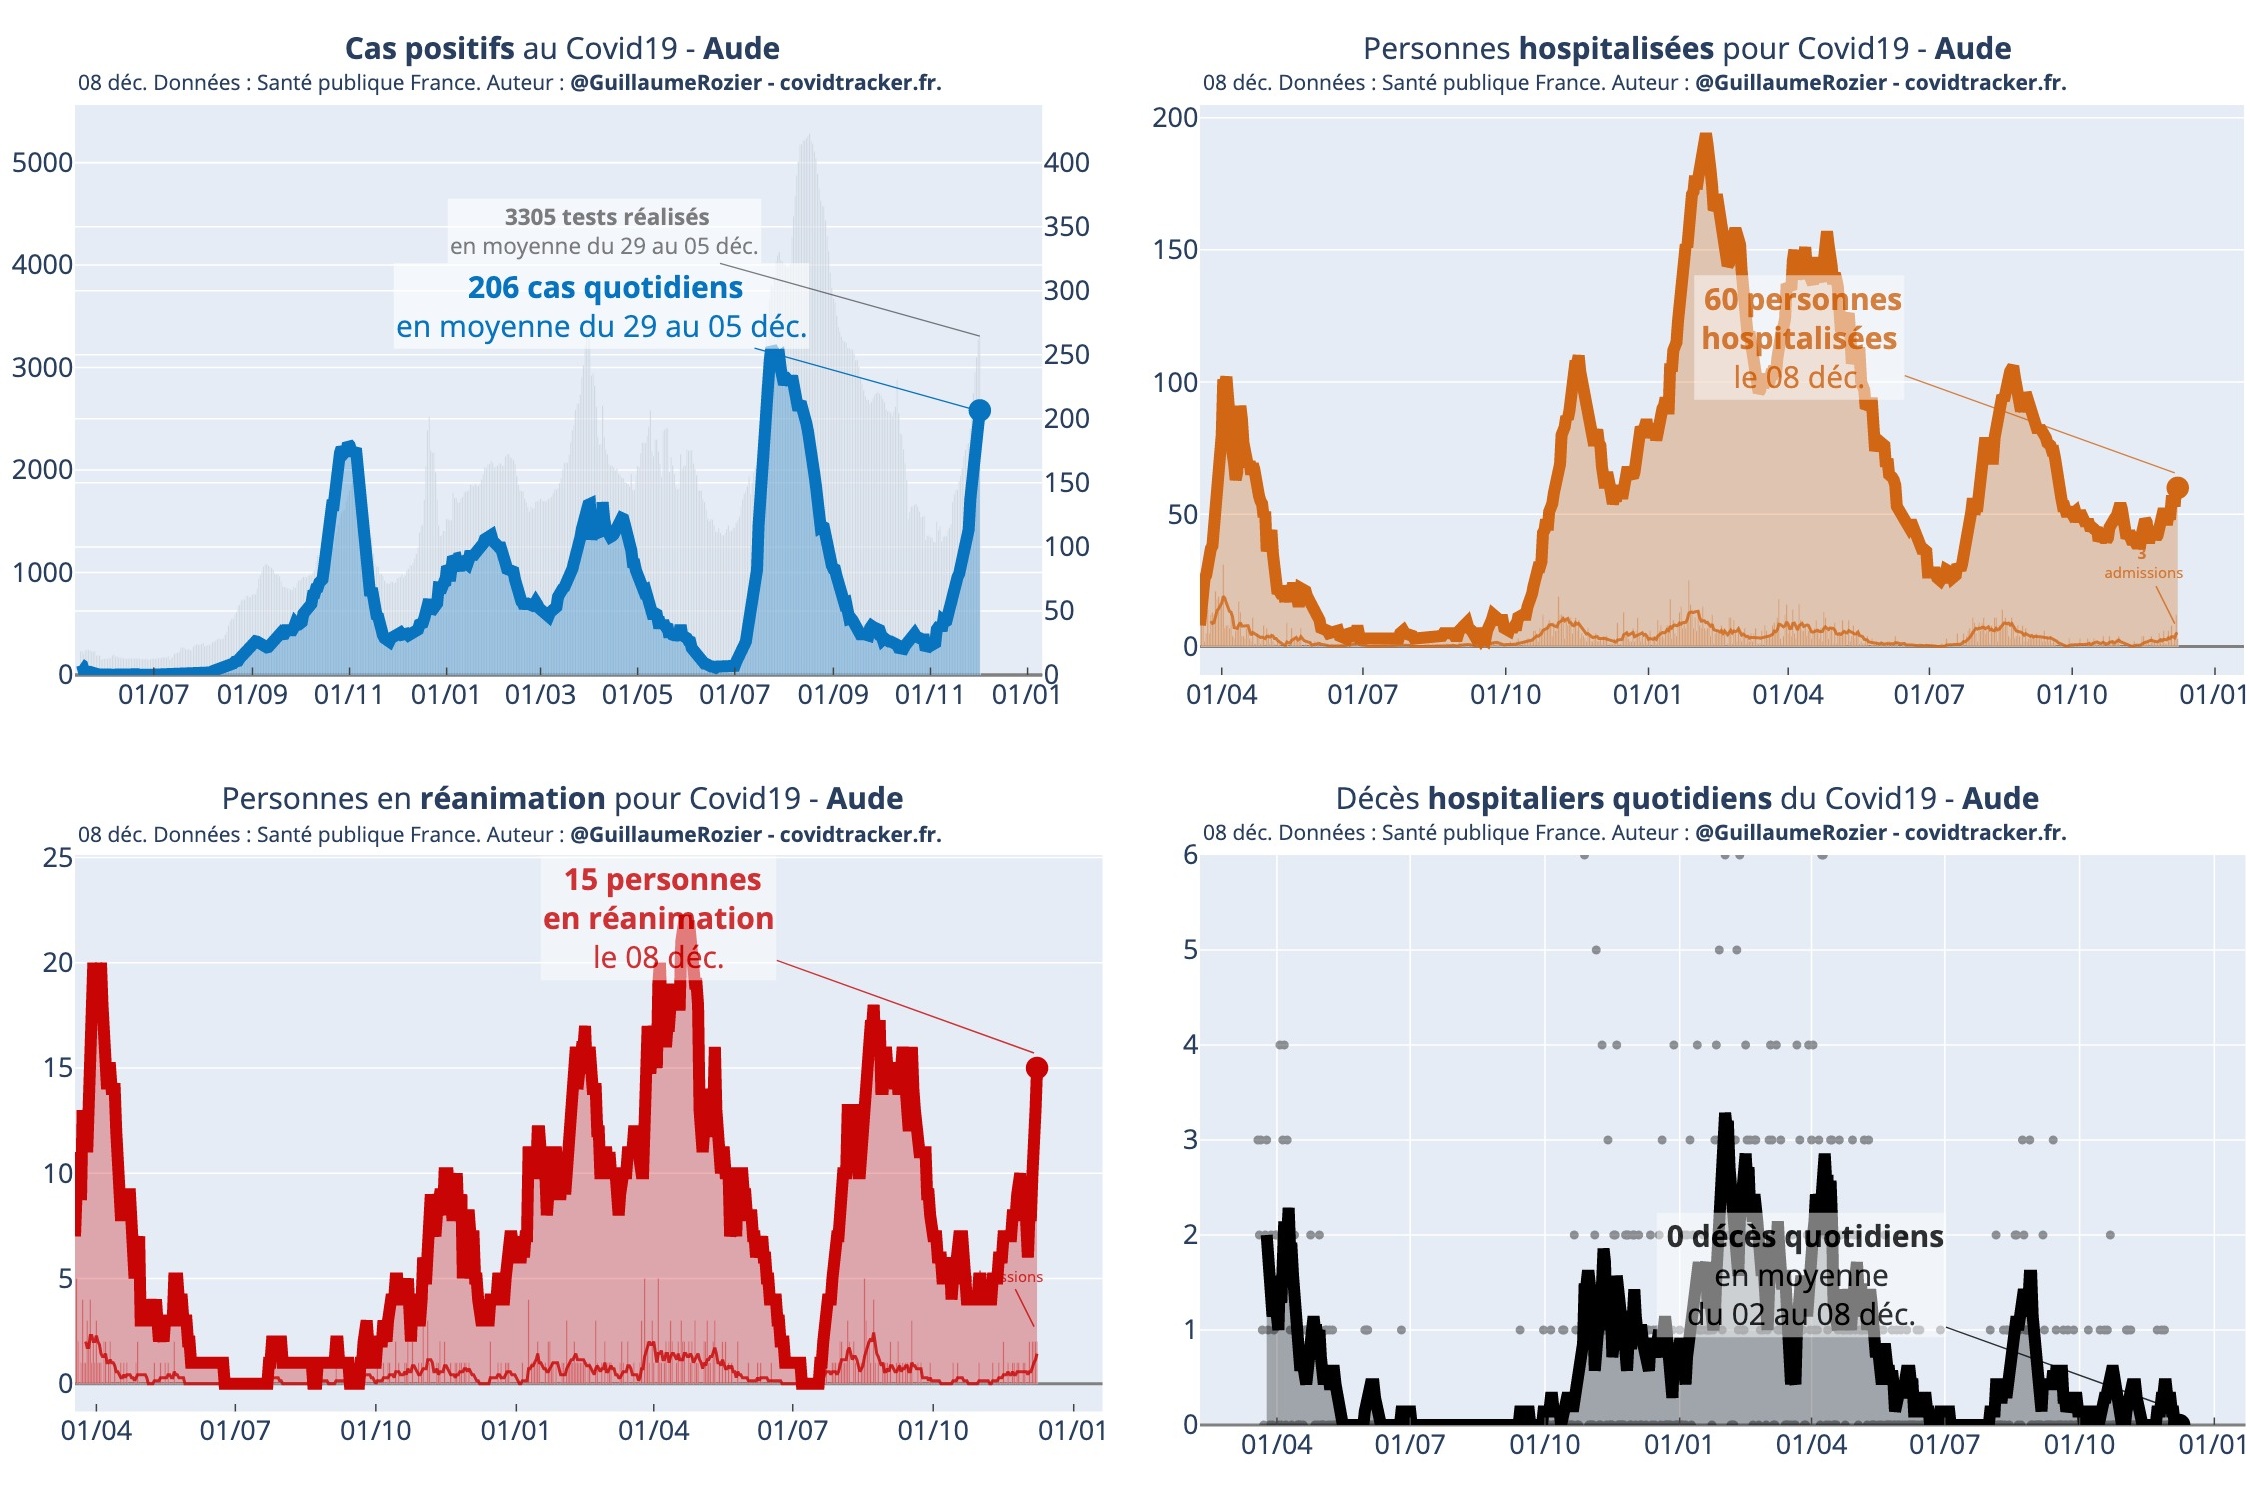 Cas positifs au Covid19 - Aude
08 déc. Données : Santé publique France. Auteur : @GuillaumeRozier - covidtracker.fr.
5000
4000
3000
2000
1000
0
400
350
300
250
200
150
100
50
0
3305 tests réalisés
en moyenne du 29 au 05 déc.
206 cas quotidiens
en moyenne du 29 au 05 déc.
01/07 01/09 01/11 01/01 01/03 01/05 01/07 01/09 01/11 01/01
Personnes hospitalisées pour Covid19 - Aude
08 déc. Données : Santé publique France. Auteur : @GuillaumeRozier - covidtracker.fr.
200
150
100
50
0
60 personnes
hospitalisées
le 08 déc.
3
admissions
01/04 01/07 01/10 01/01 01/04 01/07 01/10 01/01
Personnes en réanimation pour Covid19 - Aude
08 déc. Données : Santé publique France. Auteur : @GuillaumeRozier - covidtracker.fr.
25
20
15
10
5
0
15 personnes
en réanimation
le 08 déc.
01/04 01/07 01/10 01/01 01/04 01/07 01/10 01/01
Décès hospitaliers quotidiens du Covid19 - Aude
08 déc. Données : Santé publique France. Auteur : @GuillaumeRozier - covidtracker.fr.
6
5
4
3
2
1
0
0 décès quotidiens
en moyenne
du 02 au 08 déc.
01/04 01/07 01/10 01/01 01/04 01/07 01/10 01/01